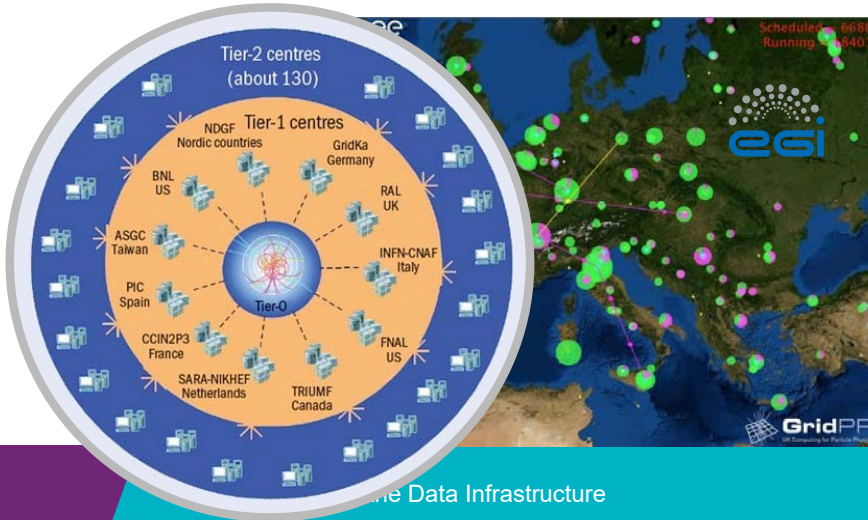 Tier-2 centres
(about 130)
Tier-1 centres
NDGF
Nordic countries
GridKa
Germany
BNL
US
RAL
UK
ASGC
Taiwan
INFN-CNAF
Italy
PIC
Spain
Tier-0
CCIN2P3
France
FNAL
US
SARA-NIKHEF
Netherlands
TRIUMF
Canada
Scheduled
Running
egi
GridPP
UK Computing for Particle Physics
Data Infrastructure